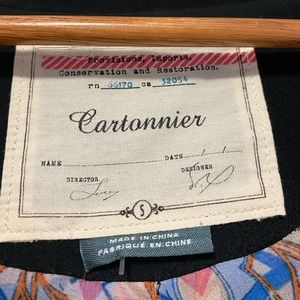 Provisions, Imports,
Conservation and Restoration.
rn 66170 ca 32054
Cartonnier
NAME DATE / /
DIRECTOR DESIGNER
S
MADE IN CHINA
FABRIQUÉ EN CHINE